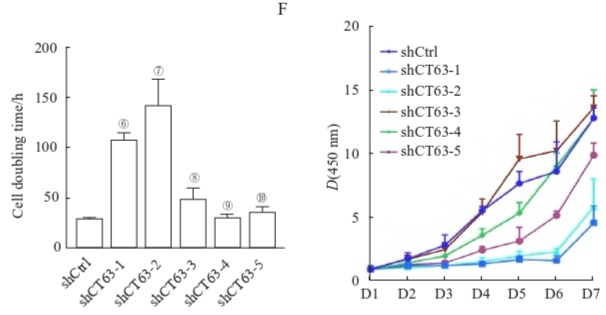 F
200
150
100
50
0
Cell doubling time/h
⑥
⑦
⑧
⑨
⑩
shCtrl
shCT63-1
shCT63-2
shCT63-3
shCT63-4
shCT63-5
20
15
10
5
0
D(450 nm)
shCtrl
shCT63-1
shCT63-2
shCT63-3
shCT63-4
shCT63-5
D1 D2 D3 D4 D5 D6 D7